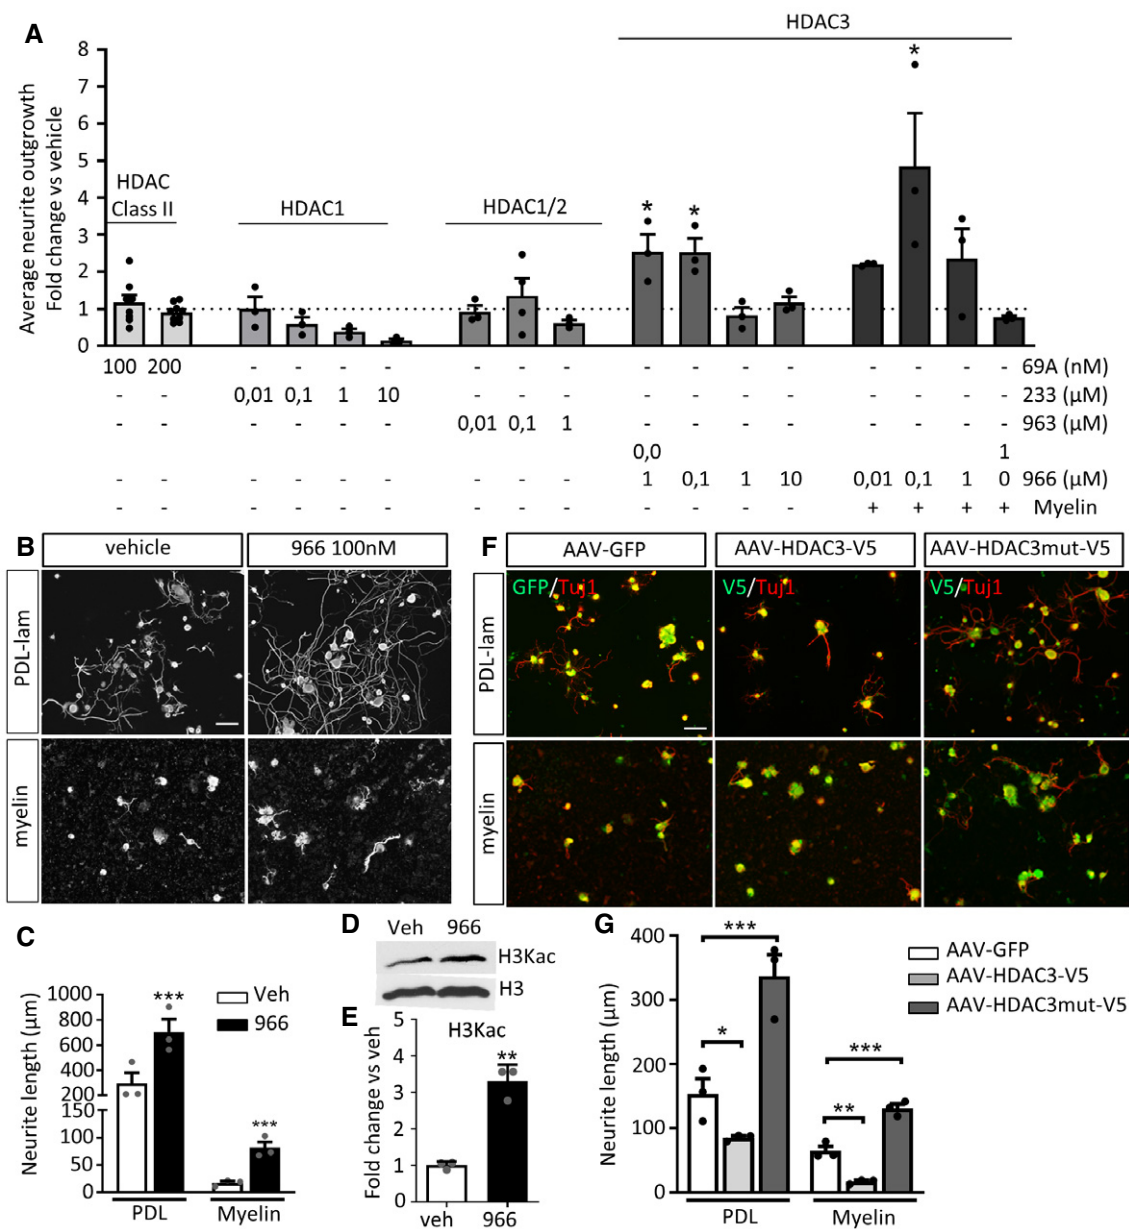 A
HDAC3
Average neurite outgrowth
Fold change vs vehicle
8
7
6
5
4
3
2
1
0
HDAC
Class II
HDAC1
HDAC1/2
*
*
*
100 200 - - - - - - - - - - - - - - - 69A (nM)
- - 0,01 0,1 1 10 - - - - - - - - - - - 233 (µM)
- - - - - - 0,01 0,1 1 - - - - - - - - 963 (µM)
0,0 1
- - - - - - - - - 1 0,1 1 10 0,01 0,1 1 0 966 (µM)
- - - - - - - - - - - - - + + + + Myelin
B
vehicle
966 100nM
PDL-lam
myelin
F
AAV-GFP
AAV-HDAC3-V5
AAV-HDAC3mut-V5
GFP/Tuj1
V5/Tuj1
V5/Tuj1
PDL-lam
myelin
C
Neurite length (µm)
1000
800
600
400
200
150
100
50
0
***
***
Veh
966
PDL
Myelin
D
Veh 966
H3Kac
H3
E
H3Kac
Fold change vs veh
5
4
3
2
1
0
**
veh 966
G
Neurite length (µm)
400
300
200
100
0
***
*
***
**
AAV-GFP
AAV-HDAC3-V5
AAV-HDAC3mut-V5
PDL
Myelin